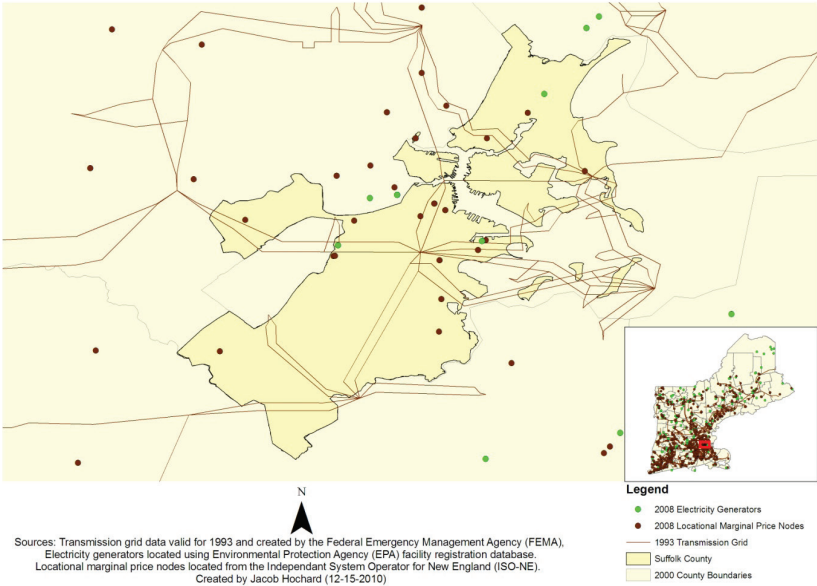 N
Sources: Transmission grid data valid for 1993 and created by the Federal Emergency Management Agency (FEMA),
Electricity generators located using Environmental Protection Agency (EPA) facility registration database.
Locational marginal price nodes located from the Independant System Operator for New England (ISO-NE).
Created by Jacob Hochard (12-15-2010)
Legend
2008 Electricity Generators
2008 Locational Marginal Price Nodes
1993 Transmission Grid
Suffolk County
2000 County Boundaries